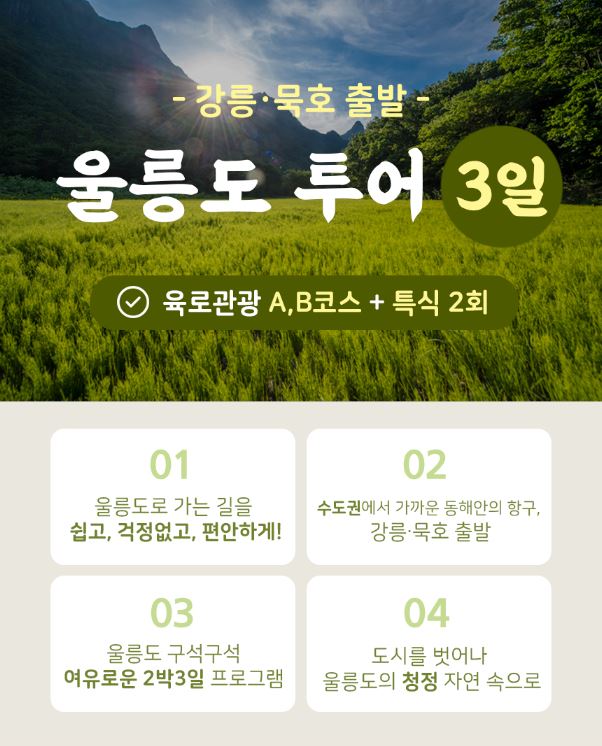 - 강릉·묵호 출발 -
울릉도 투어 3일
육로관광 A,B코스 + 특식 2회
01
울릉도로 가는 길을
쉽고, 걱정없고, 편안하게!
02
수도권에서 가까운 동해안의 항구,
강릉·묵호 출발
03
울릉도 구석구석
여유로운 2박3일 프로그램
04
도시를 벗어나
울릉도의 청정 자연 속으로